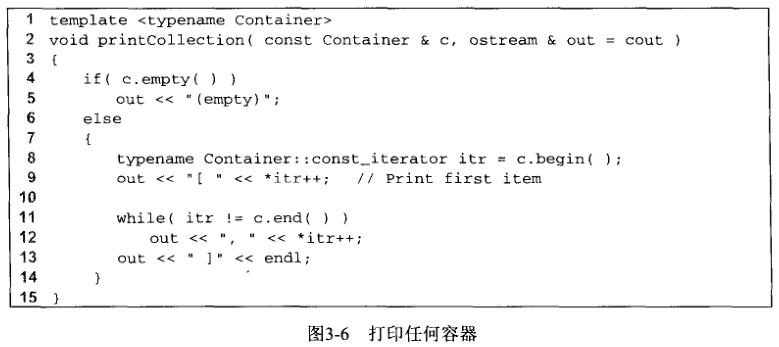 1 template <typename Container>
2 void printCollection( const Container & c, ostream & out = cout )
3 {
4     if( c.empty( ) )
5         out << "(empty)";
6     else
7     {
8         typename Container::const_iterator itr = c.begin( );
9         out << "[ " << *itr++;   // Print first item
10
11         while( itr != c.end( ) )
12             out << ", " << *itr++;
13         out << " ]" << endl;
14     }
15 }
图3-6 打印任何容器